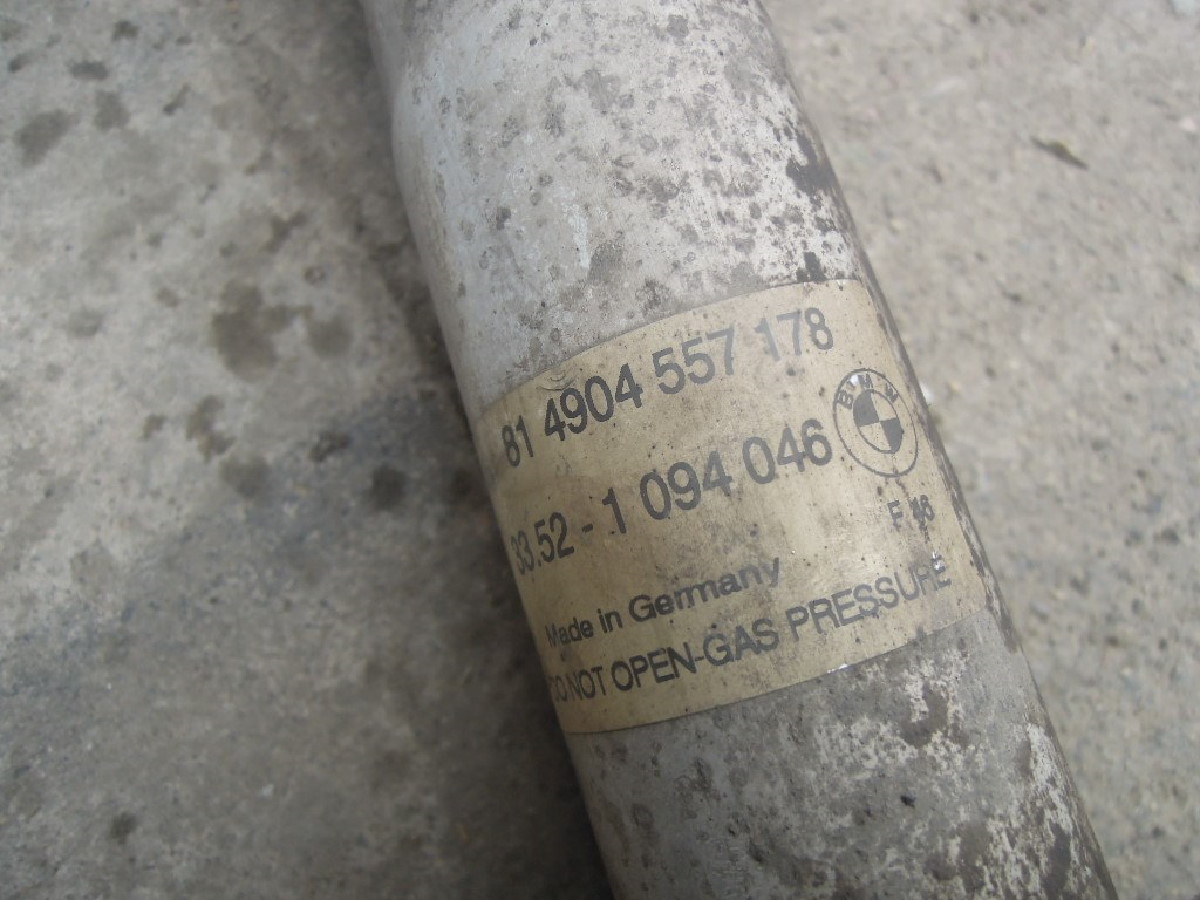 81 4904 557 178
33.52 - 1 094 046
BMW
F 46
Made in Germany
DO NOT OPEN-GAS PRESSURE